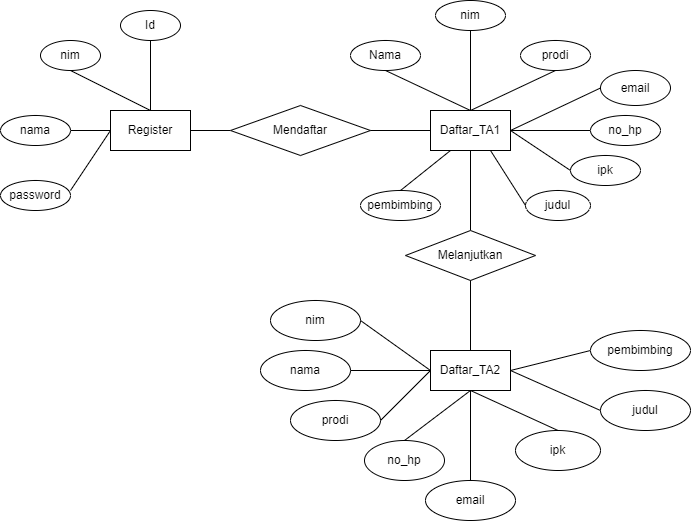 Id
nim
nama
password
Register
Mendaftar
nim
Nama
prodi
email
no_hp
ipk
judul
pembimbing
Daftar_TA1
Melanjutkan
nim
nama
prodi
no_hp
email
ipk
judul
pembimbing
Daftar_TA2